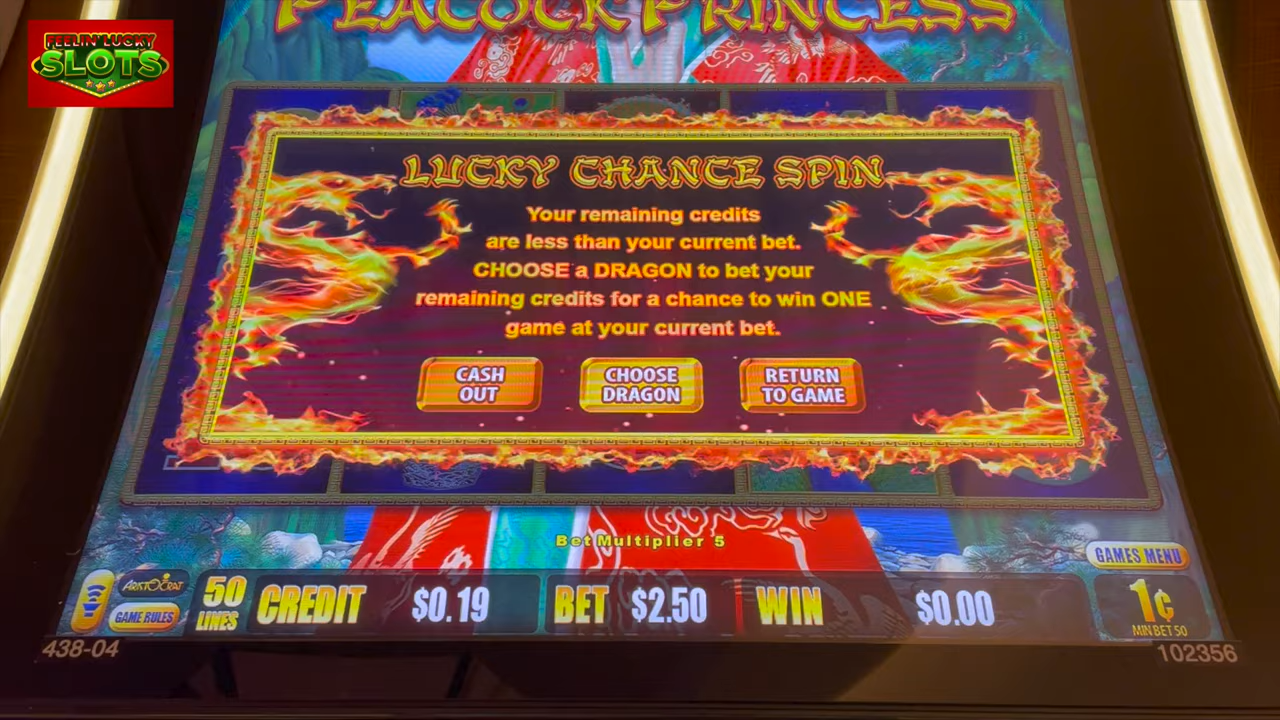 PEACOCK PRINCESS
FEELIN' LUCKY
SLOTS
LUCKY CHANCE SPIN
Your remaining credits
are less than your current bet.
CHOOSE a DRAGON to bet your
remaining credits for a chance to win ONE
game at your current bet.
CASH
OUT
CHOOSE
DRAGON
RETURN
TO GAME
Bet Multiplier 5
GAMES MENU
ARISTOCRAT
GAME RULES
50
LINES
CREDIT
$0.19
BET
$2.50
WIN
$0.00
1¢
MIN BET 50
438-04
102356